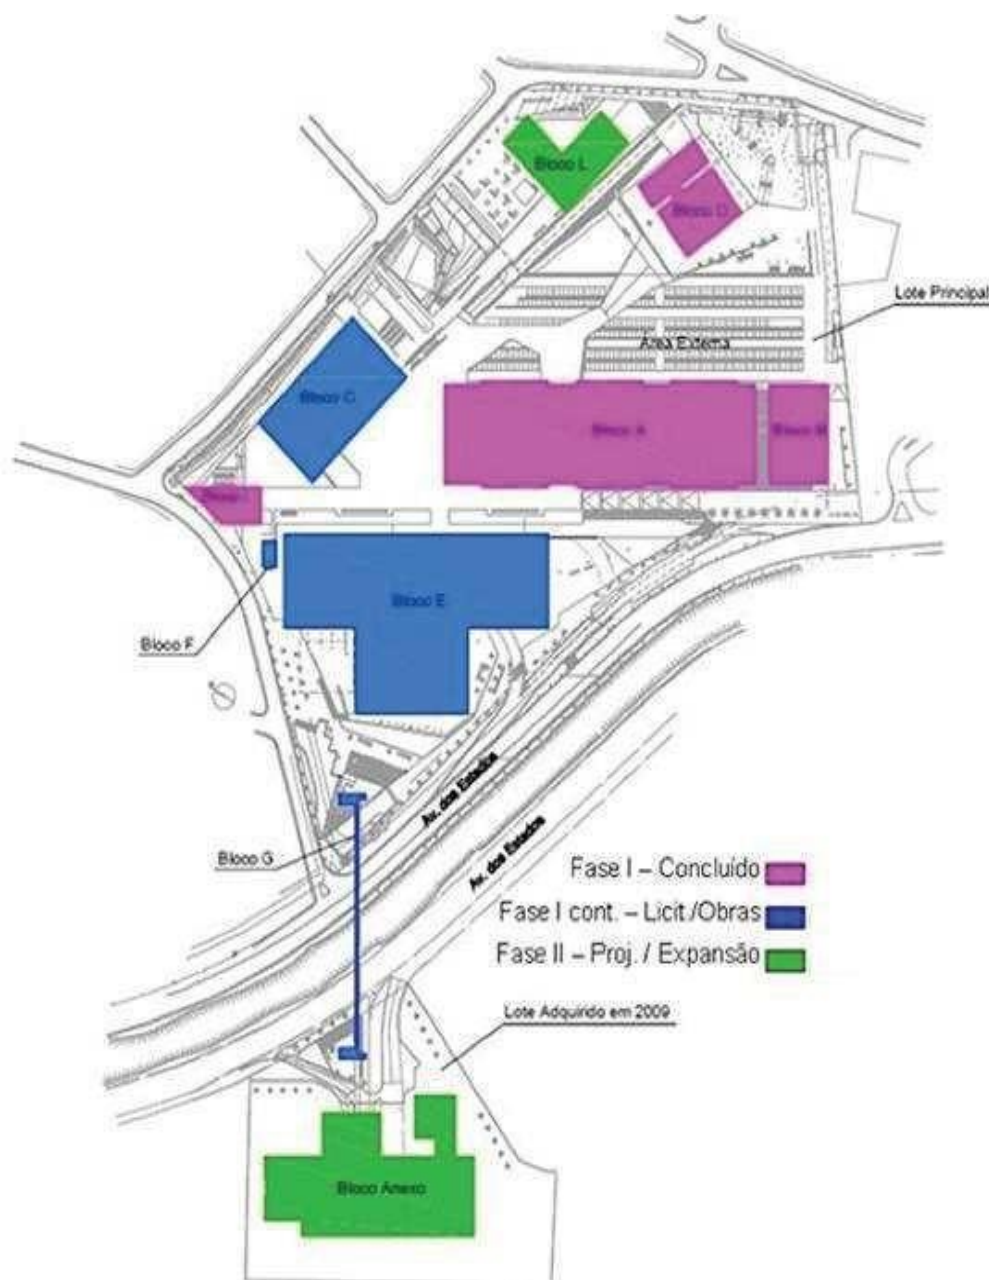 Bloco L
Bloco D
Lote Principal
Área Externa
Bloco C
Bloco A
Bloco B
Bloco E
Bloco F
Av. dos Estados
Av. dos Estados
Bloco G
Fase I – Concluído
Fase I cont. – Licit./Obras
Fase II – Proj. / Expansão
Lote Adquirido em 2009
Bloco Anexo